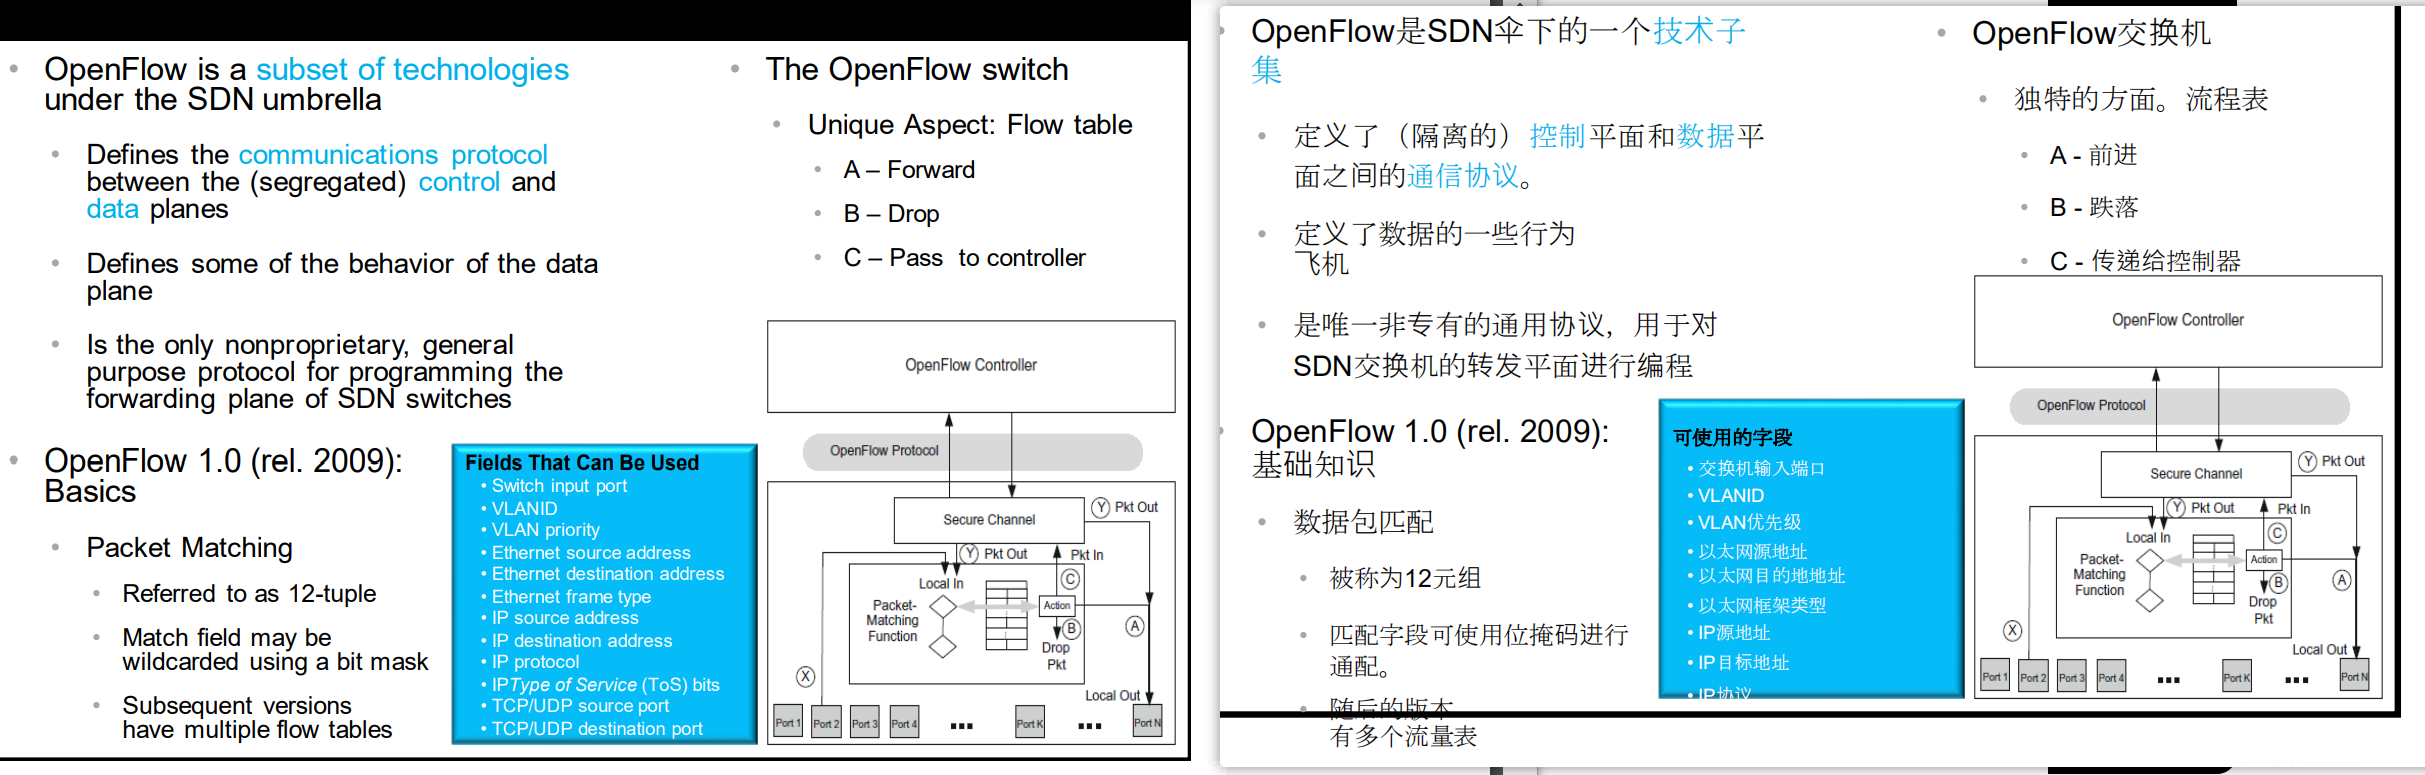 OpenFlow is a subset of technologies
under the SDN umbrella
Defines the communications protocol
between the (segregated) control and
data planes
Defines some of the behavior of the data
plane
Is the only nonproprietary, general
purpose protocol for programming the
forwarding plane of SDN switches
OpenFlow 1.0 (rel. 2009):
Basics
Packet Matching
Referred to as 12-tuple
Match field may be
wildcarded using a bit mask
Subsequent versions
have multiple flow tables
Fields That Can Be Used
• Switch input port
• VLANID
• VLAN priority
• Ethernet source address
• Ethernet destination address
• Ethernet frame type
• IP source address
• IP destination address
• IP protocol
• IPType of Service (ToS) bits
• TCP/UDP source port
• TCP/UDP destination port
The OpenFlow switch
Unique Aspect: Flow table
A – Forward
B – Drop
C – Pass to controller
OpenFlow Controller
OpenFlow Protocol
Secure Channel
Y Pkt Out
Y Pkt Out
Pkt In
Local In
C
Packet-
Matching
Function
Action
B
A
Drop
Pkt
X
Local Out
Port 1
Port 2
Port 3
Port 4
...
Port K
...
Port N
OpenFlow是SDN伞下的一个技术子
集
定义了（隔离的）控制平面和数据平
面之间的通信协议。
定义了数据的一些行为
飞机
是唯一非专有的通用协议，用于对
SDN交换机的转发平面进行编程
OpenFlow 1.0 (rel. 2009):
基础知识
数据包匹配
被称为12元组
匹配字段可使用位掩码进行
通配。
随后的版本
有多个流量表
可使用的字段
• 交换机输入端口
• VLANID
• VLAN优先级
• 以太网源地址
• 以太网目的地地址
• 以太网框架类型
• IP源地址
• IP目标地址
• IP协议
OpenFlow交换机
独特的方面。流程表
A - 前进
B - 跌落
C - 传递给控制器
OpenFlow Controller
OpenFlow Protocol
Secure Channel
Y Pkt Out
Y Pkt Out
Pkt In
Local In
C
Packet-
Matching
Function
Action
B
A
Drop
Pkt
X
Local Out
Port 1
Port 2
Port 3
Port 4
...
Port K
...
Port N